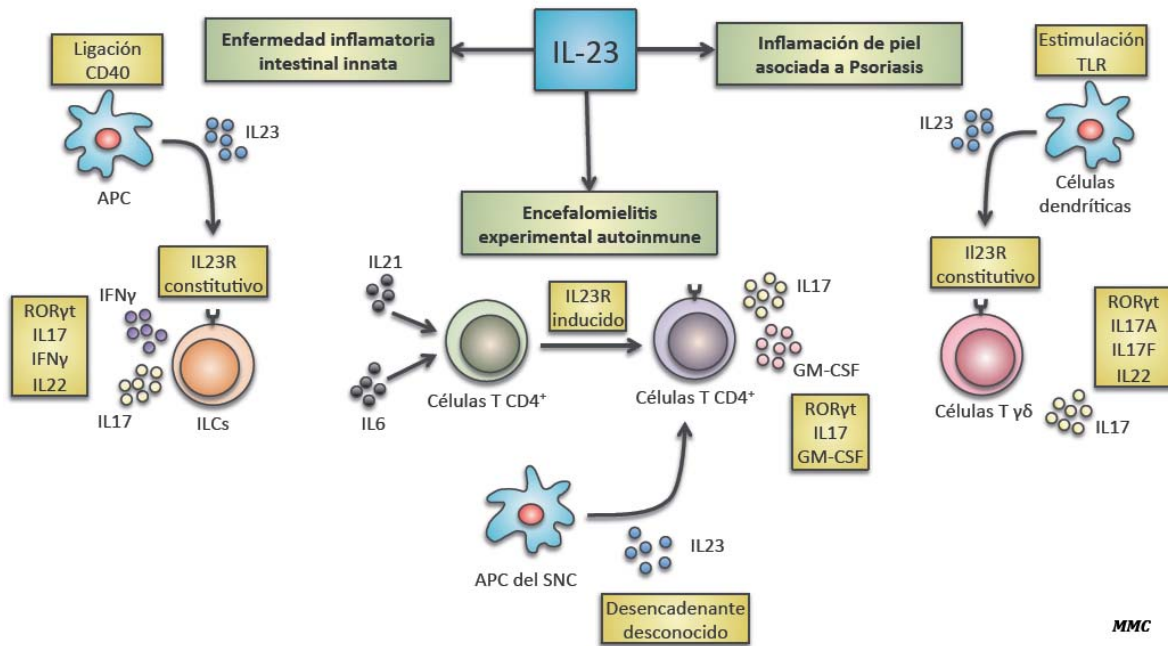 Enfermedad inflamatoria
intestinal innata
IL-23
Inflamación de piel
asociada a Psoriasis
Ligación
CD40
IL23
APC
IL23R
constitutivo
IFNγ
RORγt
IL17
IFNγ
IL22
IL17
ILCs
Encefalomielitis
experimental autoinmune
IL21
IL6
Células T CD4⁺
IL23R
inducido
Células T CD4⁺
IL17
GM-CSF
RORγt
IL17
GM-CSF
APC del SNC
IL23
Desencadenante
desconocido
Estimulación
TLR
IL23
Células
dendríticas
Il23R
constitutivo
Células T γδ
RORγt
IL17A
IL17F
IL22
IL17
MMC